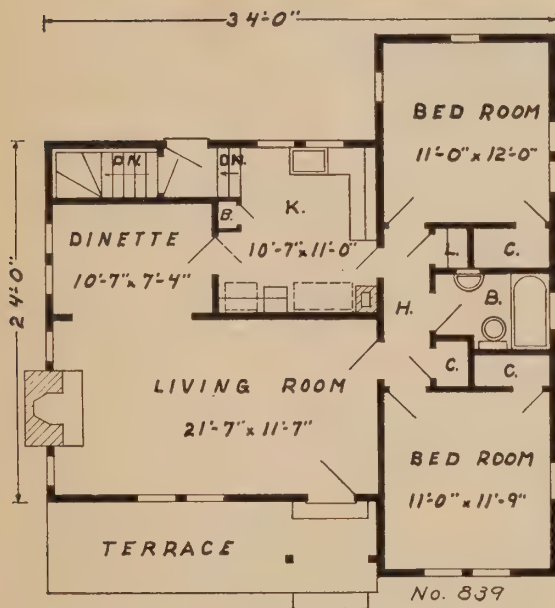 34'-0"
BED ROOM
11'-0" x 12'-0"
DN.
DN.
24'-0"
B.
K.
10'-7" x 11'-0"
DINETTE
10'-7" x 7'-4"
L.
C.
H.
B.
C.
C.
LIVING ROOM
21'-7" x 11'-7"
BED ROOM
11'-0" x 11'-9"
TERRACE
No. 839